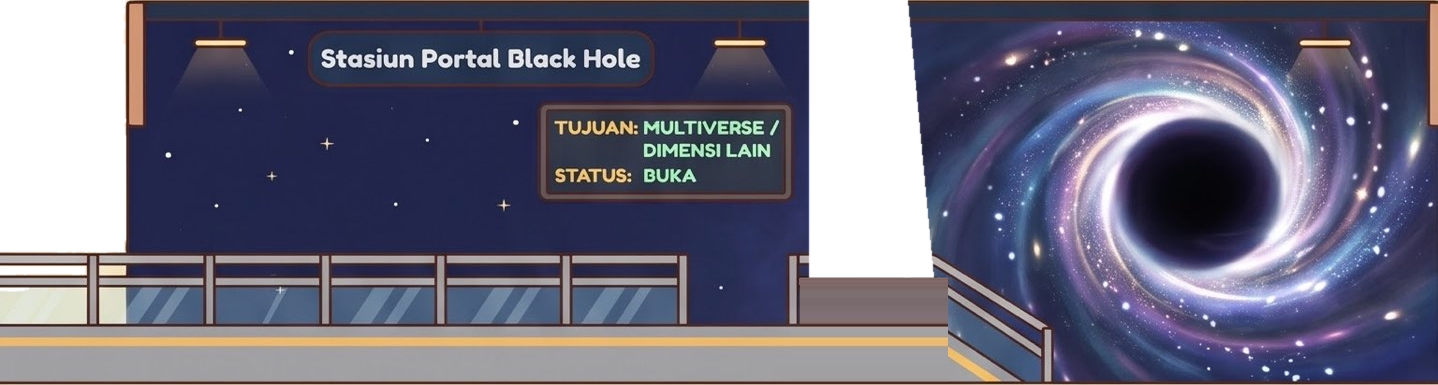 Stasiun Portal Black Hole
TUJUAN: MULTIVERSE /
DIMENSI LAIN
STATUS: BUKA